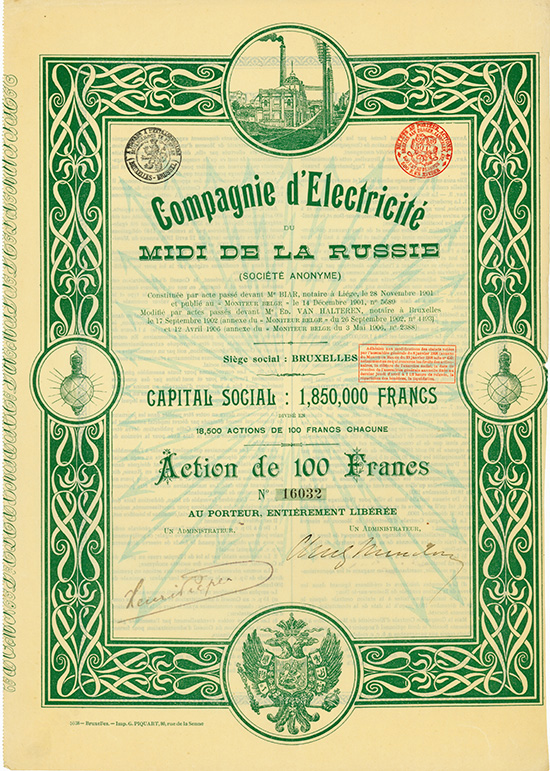 Compagnie d'Electricité
DU
MIDI DE LA RUSSIE
(SOCIÉTÉ ANONYME)
Constituée par acte passé devant Me BIAR, notaire à Liége, le 28 Novembre 1901
et publié au « MONITEUR BELGE » le 14 Décembre 1901, n° 5689
Modifié par actes passés devant Me ED. VAN HALTEREN, notaire à Bruxelles
le 17 Septembre 1902 (annexe du « MONITEUR BELGE » du 26 Septembre 1902, n° 4493)
et 12 Avril 1906 (annexe du « MONITEUR BELGE du 3 Mai 1906, n° 2388)
Siège social : BRUXELLES
CAPITAL SOCIAL : 1,850,000 FRANCS
DIVISÉ EN
18,500 ACTIONS DE 100 FRANCS CHACUNE
Action de 100 Francs
N° 16032
AU PORTEUR, ENTIÈREMENT LIBÉRÉE
UN ADMINISTRATEUR,
UN ADMINISTRATEUR,
Bruxelles. — Imp. G. PIQUART, rue de la Senne